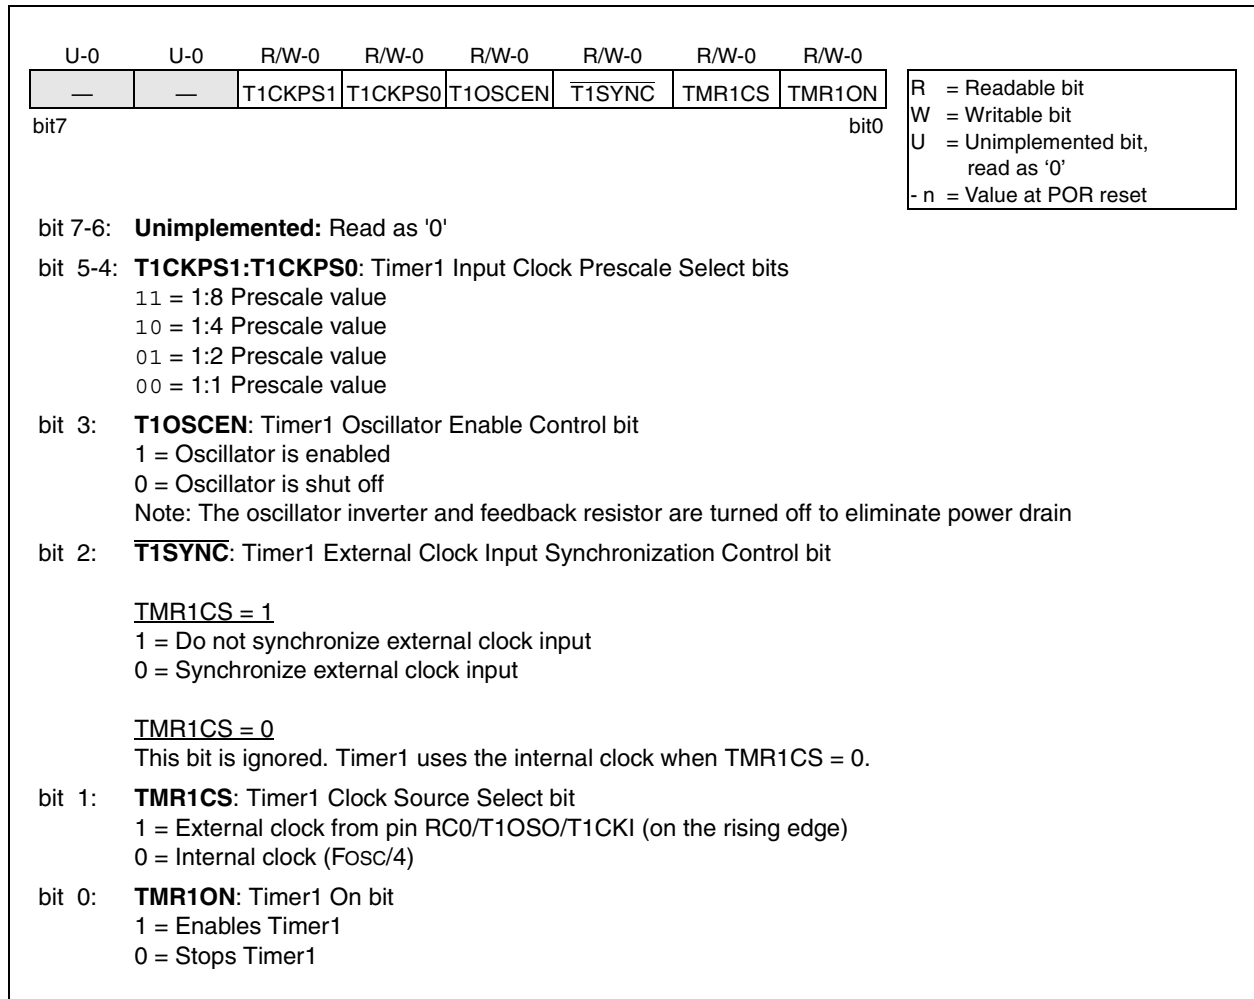 U-0 U-0 R/W-0 R/W-0 R/W-0 R/W-0 R/W-0 R/W-0
— — T1CKPS1 T1CKPS0 T1OSCEN T1SYNC TMR1CS TMR1ON
bit7 bit0
R = Readable bit
W = Writable bit
U = Unimplemented bit,
read as ‘0’
- n = Value at POR reset
bit 7-6: Unimplemented: Read as '0'
bit 5-4: T1CKPS1:T1CKPS0: Timer1 Input Clock Prescale Select bits
11 = 1:8 Prescale value
10 = 1:4 Prescale value
01 = 1:2 Prescale value
00 = 1:1 Prescale value
bit 3: T1OSCEN: Timer1 Oscillator Enable Control bit
1 = Oscillator is enabled
0 = Oscillator is shut off
Note: The oscillator inverter and feedback resistor are turned off to eliminate power drain
bit 2: T1SYNC: Timer1 External Clock Input Synchronization Control bit
TMR1CS = 1
1 = Do not synchronize external clock input
0 = Synchronize external clock input
TMR1CS = 0
This bit is ignored. Timer1 uses the internal clock when TMR1CS = 0.
bit 1: TMR1CS: Timer1 Clock Source Select bit
1 = External clock from pin RC0/T1OSO/T1CKI (on the rising edge)
0 = Internal clock (FOSC/4)
bit 0: TMR1ON: Timer1 On bit
1 = Enables Timer1
0 = Stops Timer1